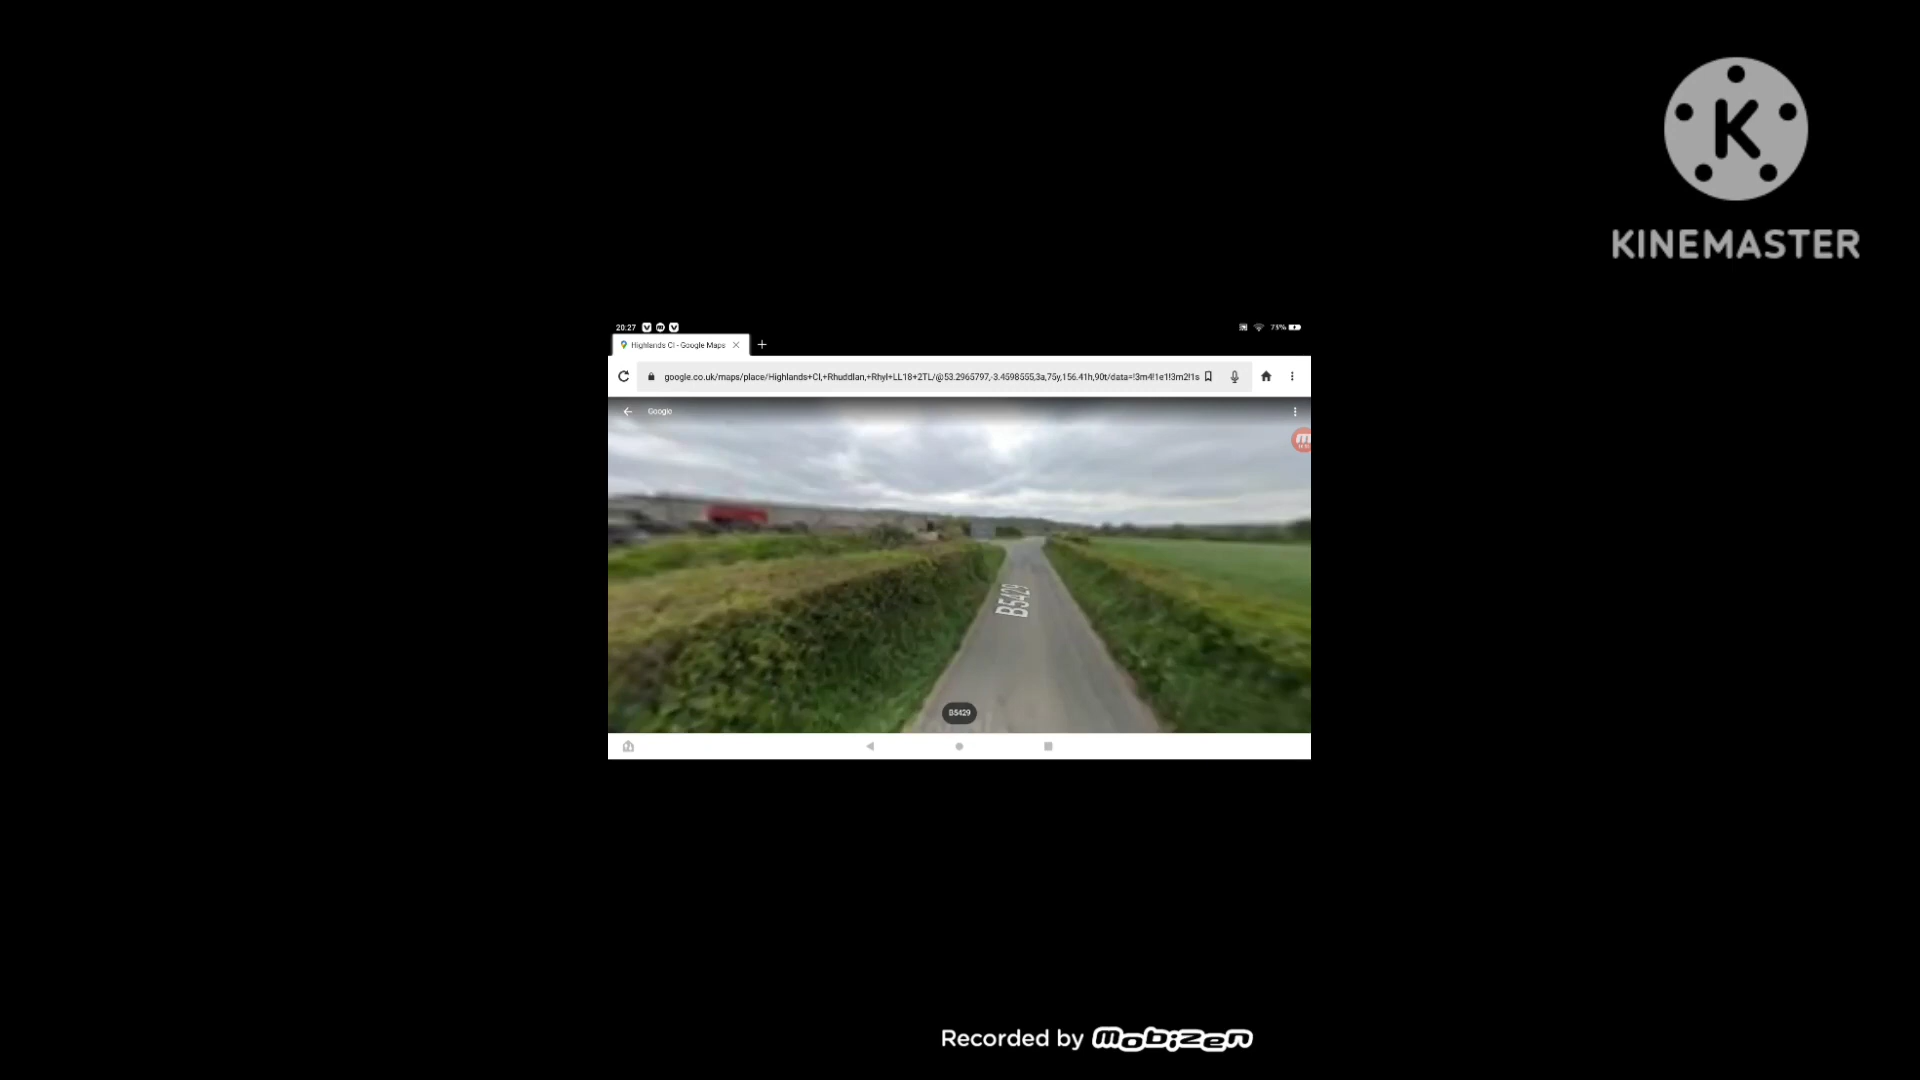 K
KINEMASTER
20:27
73%
Highlands Cl - Google Maps
google.co.uk/maps/place/Highlands+Cl,+Rhuddlan,+Rhyl+LL18+2TL/@53.2965797,-3.4598555,3a,75y,156.41h,90t/data=!3m4!1e1!3m2!1s
Google
B5429
B5429
Recorded by mobizen